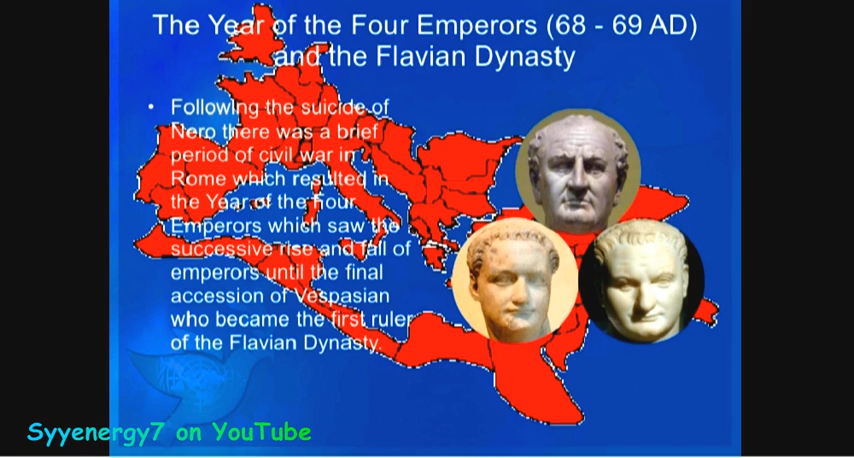 The Year of the Four Emperors (68 - 69 AD)
and the Flavian Dynasty
• Following the suicide of
Nero there was a brief
period of civil war in
Rome which resulted in
the Year of the Four
Emperors which saw the
successive rise and fall of
emperors until the final
accession of Vespasian
who became the first ruler
of the Flavian Dynasty.
Syyenergy7 on YouTube